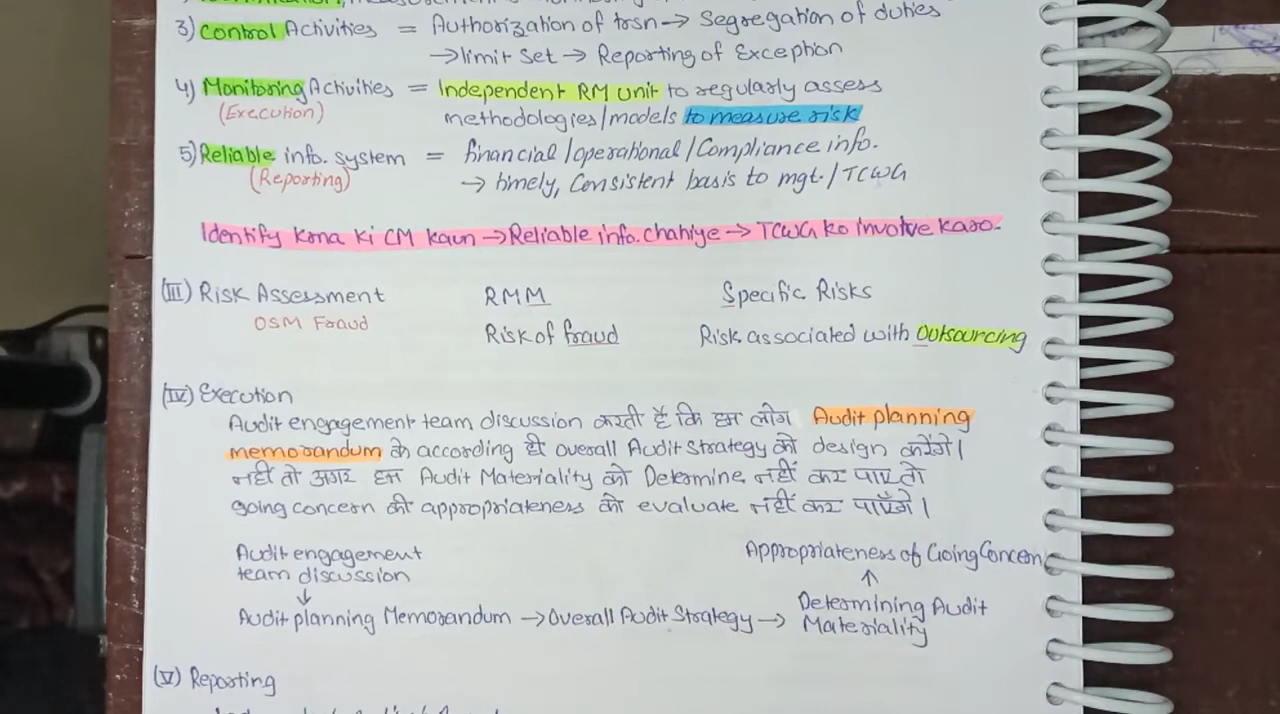 3) Control Activities = Authorization of trsn → Segregation of duties
→ limit set → Reporting of Exception
4) Monitoring Activities = Independent RM unit to regularly assess
(Execution) methodologies/models to measure risk
5) Reliable info. system = financial/operational/Compliance info.
(Reporting) → timely, Consistent basis to mgt./TCWG
Identify krna ki CM kaun → Reliable info. chahiye → TCWG ko involve karo.
(III) Risk Assessment RMM Specific Risks
OSM Fraud Risk of fraud Risk associated with Outsourcing
(IV) Execution
Audit engagement team discussion करती है कि हम लोग Audit planning
memorandum के according ही overall Audit Strategy को design करेंगे।
नहीं तो अगर हम Audit Materiality को Determine नहीं कर पाए तो
going concern की appropriateness को evaluate नहीं कर पाएँगे।
Audit engagement
team discussion
↓
Audit planning Memorandum → Overall Audit Strategy → Determining Audit
Materiality
↑
Appropriateness of Going Concern
(V) Reporting